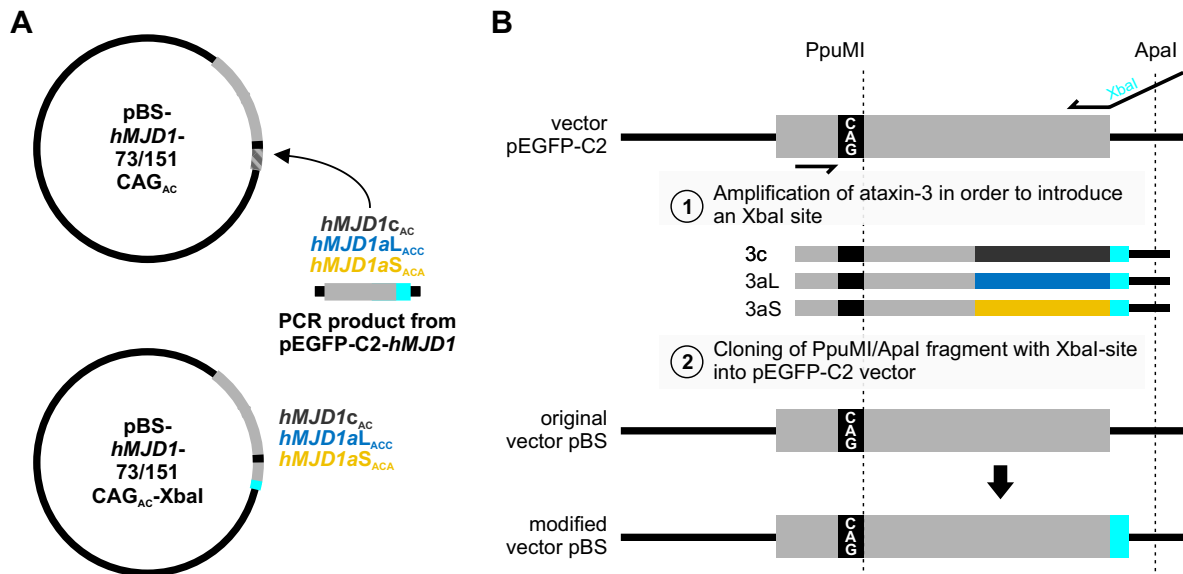 A
pBS-
hMJD1-
73/151
CAGAC
hMJD1cAC
hMJD1aLACC
hMJD1aSACA
PCR product from
pEGFP-C2-hMJD1
pBS-
hMJD1-
73/151
CAGAC-XbaI
hMJD1cAC
hMJD1aLACC
hMJD1aSACA
B
PpuMI
ApaI
XbaI
vector
pEGFP-C2
CAG
1 Amplification of ataxin-3 in order to introduce
an XbaI site
3c
3aL
3aS
2 Cloning of PpuMI/ApaI fragment with XbaI-site
into pEGFP-C2 vector
original
vector pBS
CAG
modified
vector pBS
CAG